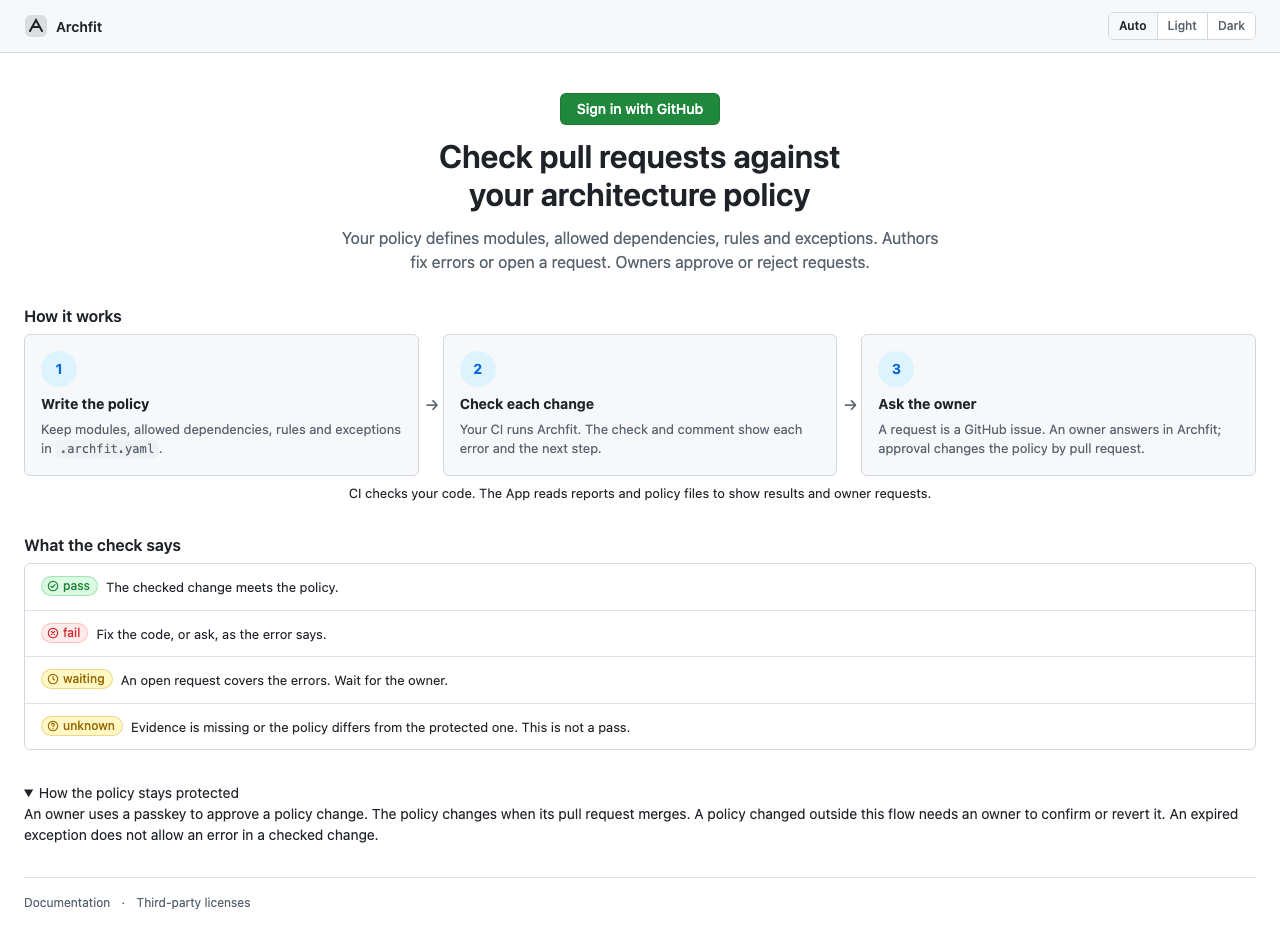 Archfit
Auto Light Dark
Sign in with GitHub
Check pull requests against
your architecture policy
Your policy defines modules, allowed dependencies, rules and exceptions. Authors
fix errors or open a request. Owners approve or reject requests.
How it works
1
Write the policy
Keep modules, allowed dependencies, rules and exceptions
in .archfit.yaml.
→
2
Check each change
Your CI runs Archfit. The check and comment show each
error and the next step.
→
3
Ask the owner
A request is a GitHub issue. An owner answers in Archfit;
approval changes the policy by pull request.
CI checks your code. The App reads reports and policy files to show results and owner requests.
What the check says
pass The checked change meets the policy.
fail Fix the code, or ask, as the error says.
waiting An open request covers the errors. Wait for the owner.
unknown Evidence is missing or the policy differs from the protected one. This is not a pass.
▼ How the policy stays protected
An owner uses a passkey to approve a policy change. The policy changes when its pull request merges. A policy changed outside this flow needs an owner to confirm or revert it. An expired
exception does not allow an error in a checked change.
Documentation · Third-party licenses